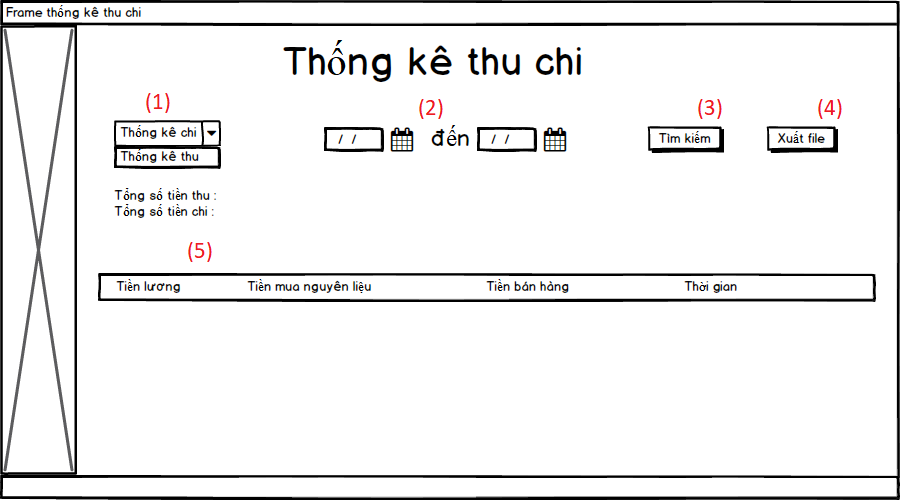 Frame thống kê thu chi
Thống kê thu chi
(1)
(2)
(3)
(4)
Thống kê chi
/ /
đến
/ /
Tìm kiếm
Xuất file
Thống kê thu
Tổng số tiền thu :
Tổng số tiền chi :
(5)
Tiền lương Tiền mua nguyên liệu Tiền bán hàng Thời gian